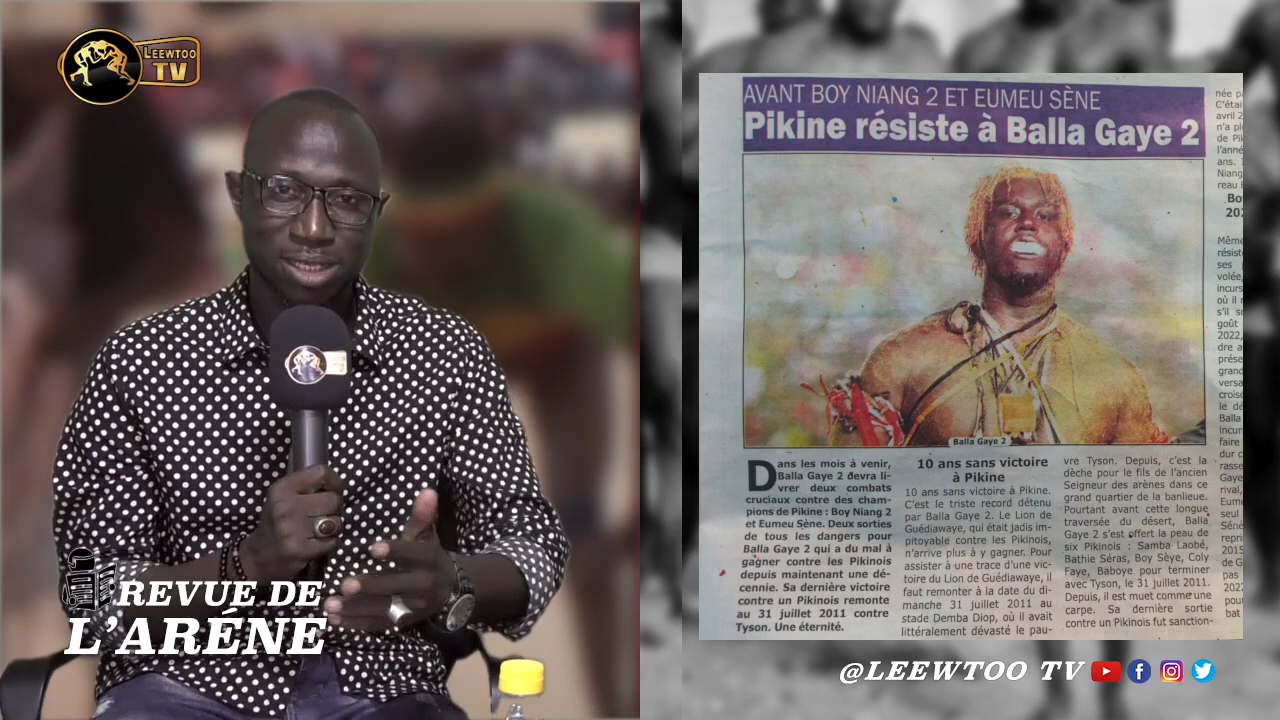 LEEWTOO
TV
REVUE DE
L'ARÉNE
AVANT BOY NIANG 2 ET EUMEU SÈNE
Pikine résiste à Balla Gaye 2
Balla Gaye 2
Dans les mois à venir,
Balla Gaye 2 devra li-
vrer deux combats
cruciaux contre des cham-
pions de Pikine : Boy Niang 2
et Eumeu Sène. Deux sorties
de tous les dangers pour
Balla Gaye 2 qui a du mal à
gagner contre les Pikinois
depuis maintenant une dé-
cennie. Sa dernière victoire
contre un Pikinois remonte
au 31 juillet 2011 contre
Tyson. Une éternité.
10 ans sans victoire
à Pikine
10 ans sans victoire à Pikine.
C'est le triste record détenu
par Balla Gaye 2. Le Lion de
Guédiawaye, qui était jadis im-
pitoyable contre les Pikinois,
n'arrive plus à y gagner. Pour
assister à une trace d'une vic-
toire du Lion de Guédiawaye, il
faut remonter à la date du di-
manche 31 juillet 2011 au
stade Demba Diop, où il avait
littéralement dévasté le pau-
vre Tyson. Depuis, c'est la
dèche pour le fils de l'ancien
Seigneur des arènes dans ce
grand quartier de la banlieue.
Pourtant avant cette longue
traversée du désert, Balla
Gaye 2 s'est offert la peau de
six Pikinois : Samba Laobé,
Bathie Séras, Boy Sèye, Coly
Faye, Baboye pour terminer
avec Tyson, le 31 juillet 2011.
Depuis, il est muet comme une
carpe. Sa dernière sortie
contre un Pikinois fut sanction-
@LEEWTOO TV